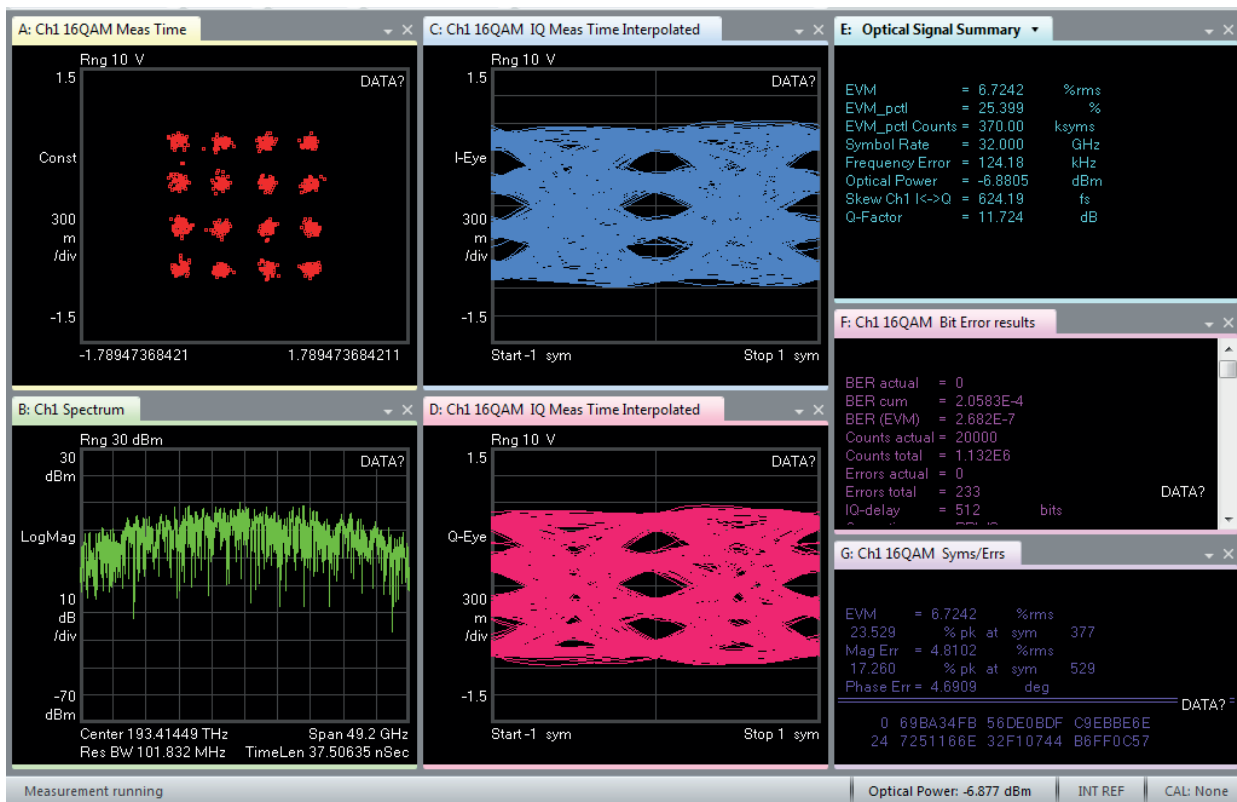 A: Ch1 16QAM Meas Time
Rng 10 V
1.5
DATA?
Const
300
m
/div
-1.5
-1.78947368421 1.789473684211
B: Ch1 Spectrum
Rng 30 dBm
30
dBm
DATA?
LogMag
10
dB
/div
-70
dBm
Center 193.41449 THz Span 49.2 GHz
Res BW 101.832 MHz TimeLen 37.50635 nSec
C: Ch1 16QAM IQ Meas Time Interpolated
Rng 10 V
1.5
DATA?
I-Eye
300
m
/div
-1.5
Start-1 sym Stop 1 sym
D: Ch1 16QAM IQ Meas Time Interpolated
Rng 10 V
1.5
DATA?
Q-Eye
300
m
/div
-1.5
Start-1 sym Stop 1 sym
E: Optical Signal Summary
EVM = 6.7242 %rms
EVM_pctl = 25.399 %
EVM_pctl Counts = 370.00 ksyms
Symbol Rate = 32.000 GHz
Frequency Error = 124.18 kHz
Optical Power = -6.8805 dBm
Skew Ch1 I<->Q = 624.19 fs
Q-Factor = 11.724 dB
F: Ch1 16QAM Bit Error results
BER actual = 0
BER cum = 2.0583E-4
BER (EVM) = 2.682E-7
Counts actual = 20000
Counts total = 1.132E6
Errors actual = 0
Errors total = 233
DATA?
IQ-delay = 512 bits
G: Ch1 16QAM Syms/Errs
EVM = 6.7242 %rms
23.529 % pk at sym 377
Mag Err = 4.8102 %rms
17.260 % pk at sym 529
Phase Err = 4.6909 deg
DATA? =
0 69BA34FB 56DE0BDF C9EBBE6E
24 7251166E 32F10744 B6FF0C57
Measurement running
Optical Power: -6.877 dBm
INT REF
CAL: None